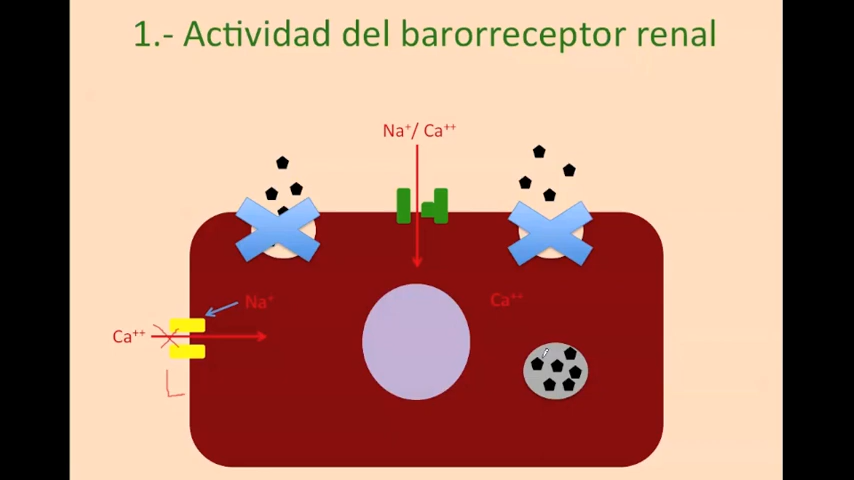 1.- Actividad del barorreceptor renal
Na⁺/ Ca⁺⁺
Na⁺
Ca⁺⁺
Ca⁺⁺
L